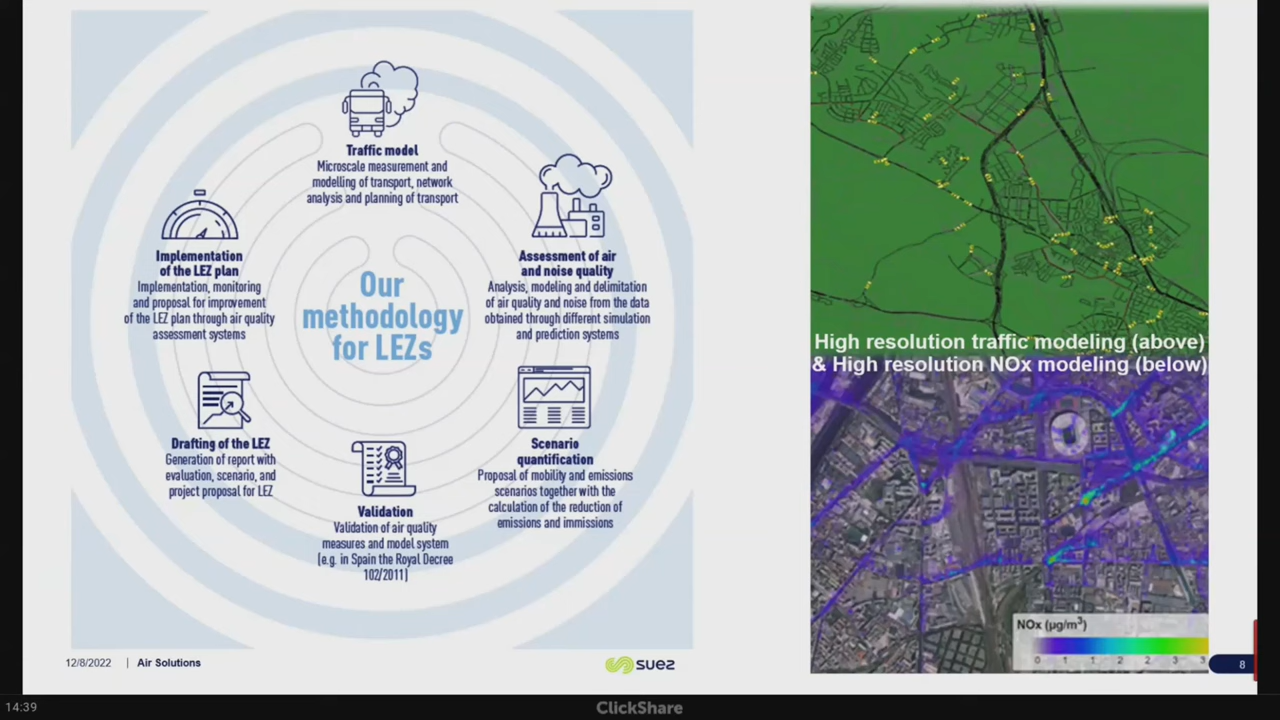 Traffic model
Microscale measurement and
modelling of transport, network
analysis and planning of transport
Assessment of air
and noise quality
Analysis, modeling and delimitation
of air quality and noise from the data
obtained through different simulation
and prediction systems
Scenario
quantification
Proposal of mobility and emissions
scenarios together with the
calculation of the reduction of
emissions and immissions
Validation
Validation of air quality
measures and model system
(e.g. in Spain the Royal Decree
102/2011)
Drafting of the LEZ
Generation of report with
evaluation, scenario, and
project proposal for LEZ
Implementation
of the LEZ plan
Implementation, monitoring
and proposal for improvement
of the LEZ plan through air quality
assessment systems
Our
methodology
for LEZs
High resolution traffic modeling (above)
& High resolution NOx modeling (below)
NOx (µg/m³)
0 1 1 2 2 3 3
12/8/2022 | Air Solutions
suez
8
14:39
ClickShare